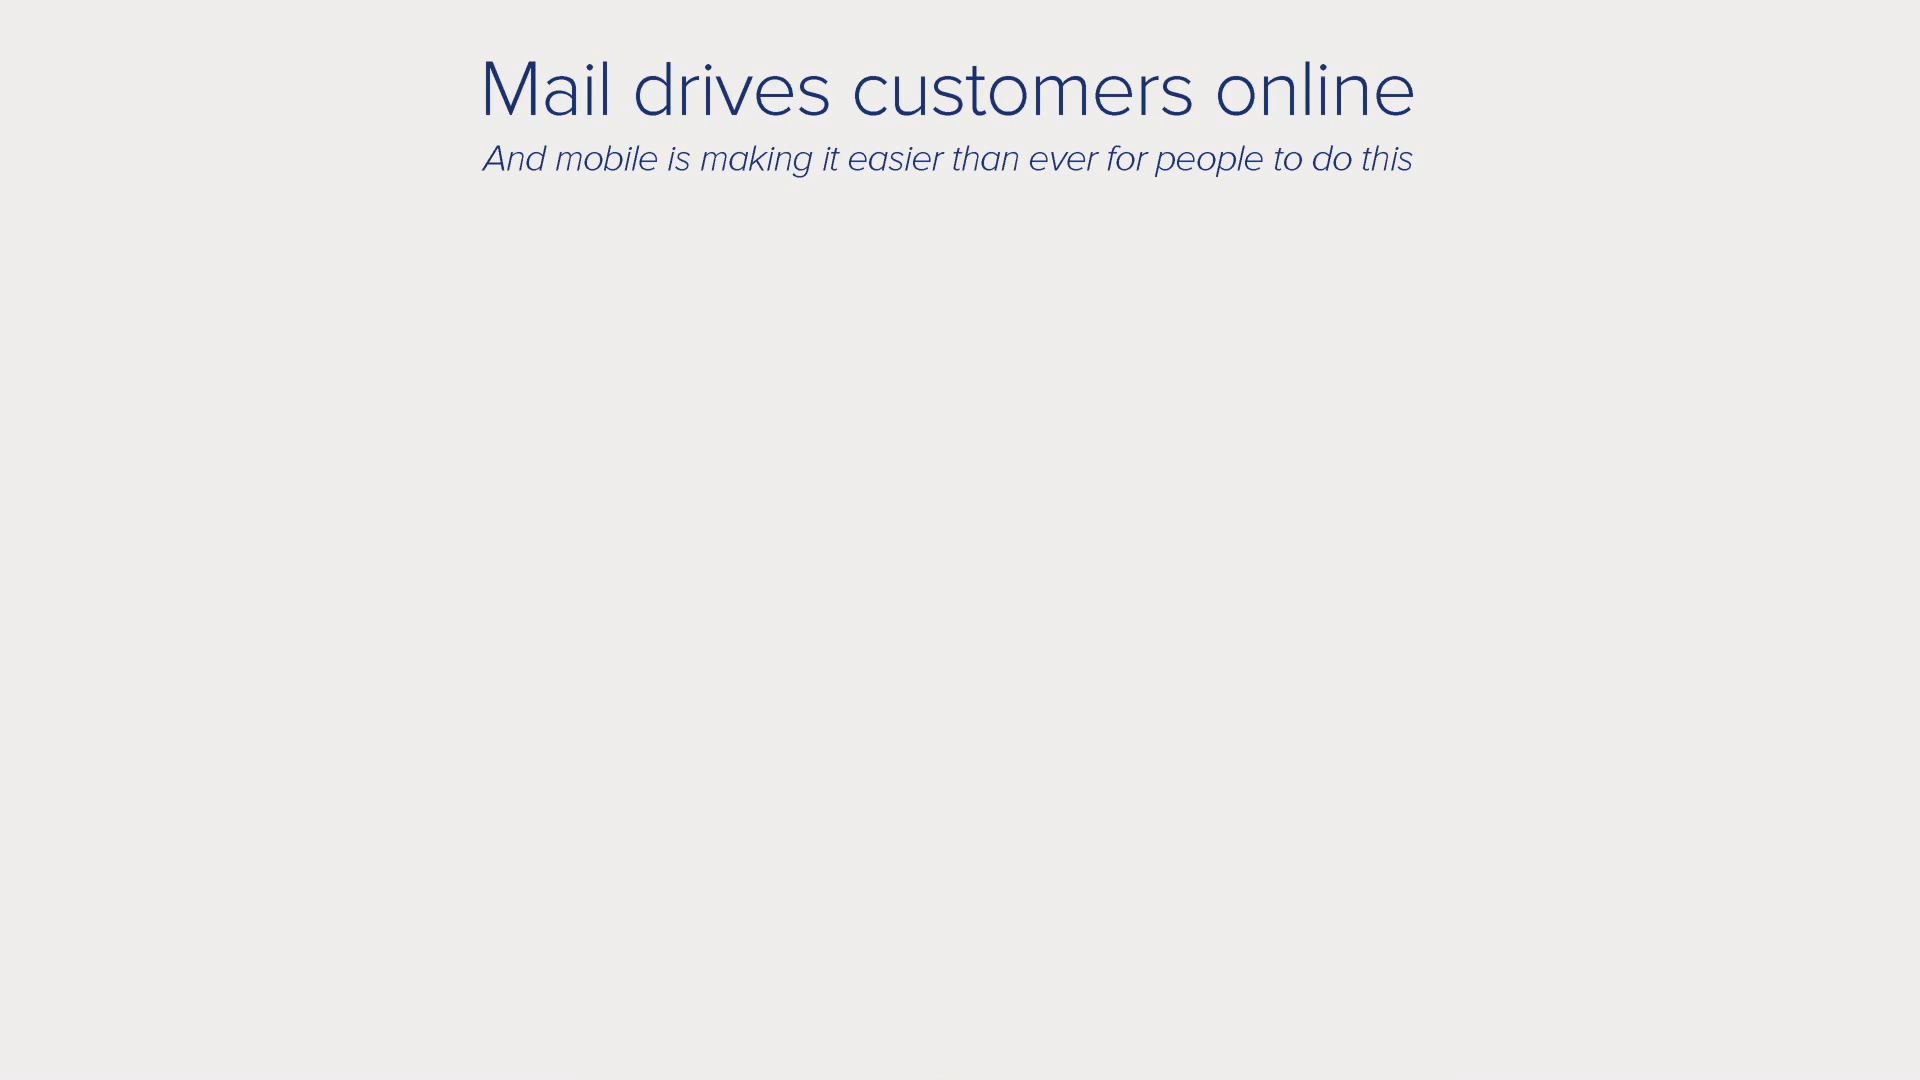 Mail drives customers online
And mobile is making it easier than ever for people to do this